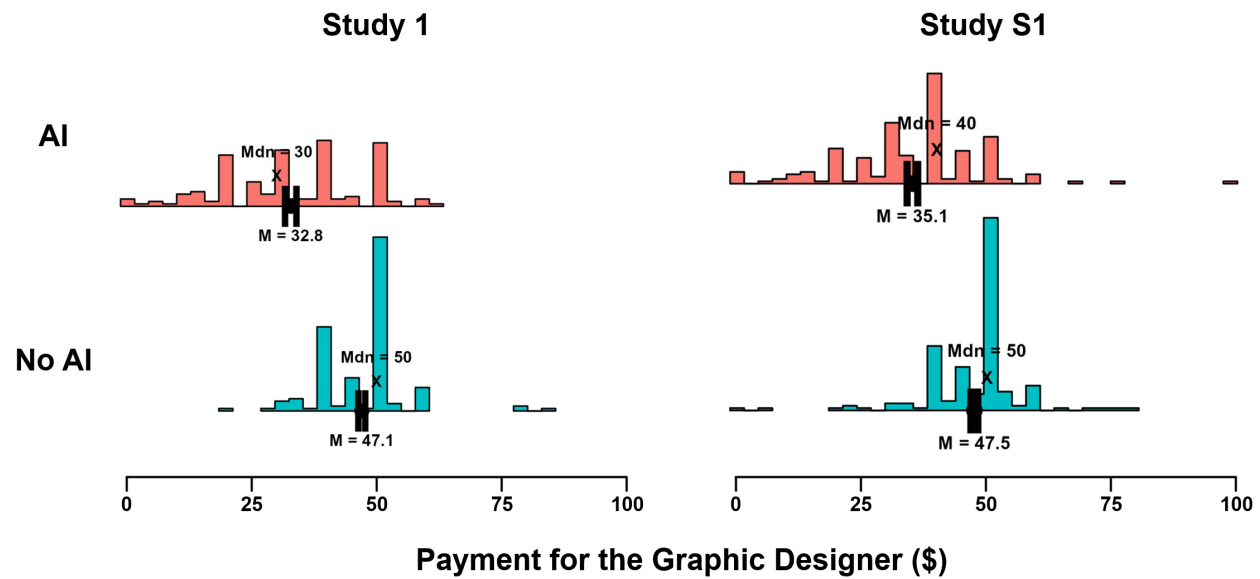 Study 1
Study S1
AI
Mdn = 30
X
M = 32.8
Mdn = 40
X
M = 35.1
No AI
Mdn = 50
X
M = 47.1
Mdn = 50
X
M = 47.5
0 25 50 75 100
0 25 50 75 100
Payment for the Graphic Designer ($)